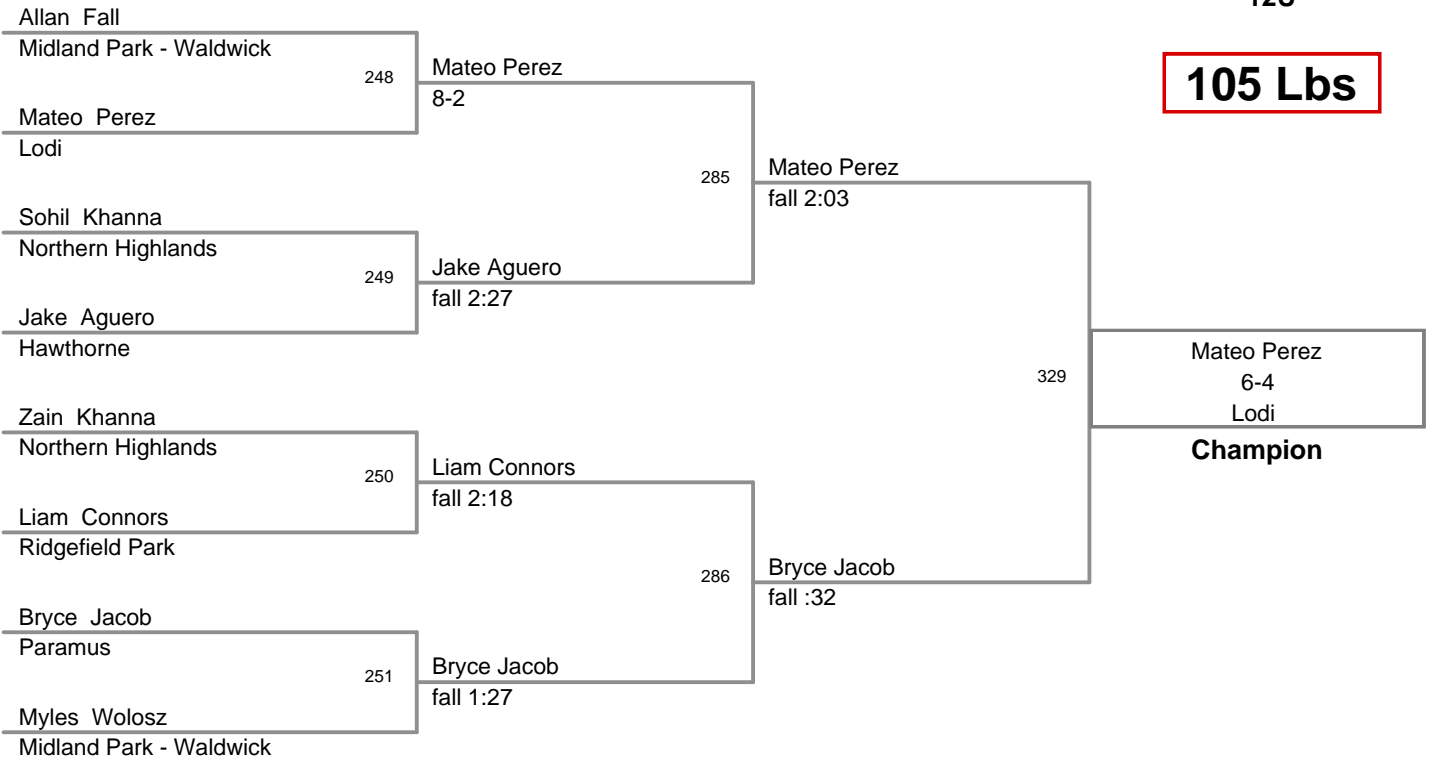 12U
105 Lbs
Allan Fall
Midland Park - Waldwick
248
Mateo Perez
8-2
Mateo Perez
Lodi
285
Mateo Perez
fall 2:03
Sohil Khanna
Northern Highlands
249
Jake Aguero
fall 2:27
Jake Aguero
Hawthorne
329
Mateo Perez
6-4
Lodi
Champion
Zain Khanna
Northern Highlands
250
Liam Connors
fall 2:18
Liam Connors
Ridgefield Park
286
Bryce Jacob
fall :32
Bryce Jacob
Paramus
251
Bryce Jacob
fall 1:27
Myles Wolosz
Midland Park - Waldwick